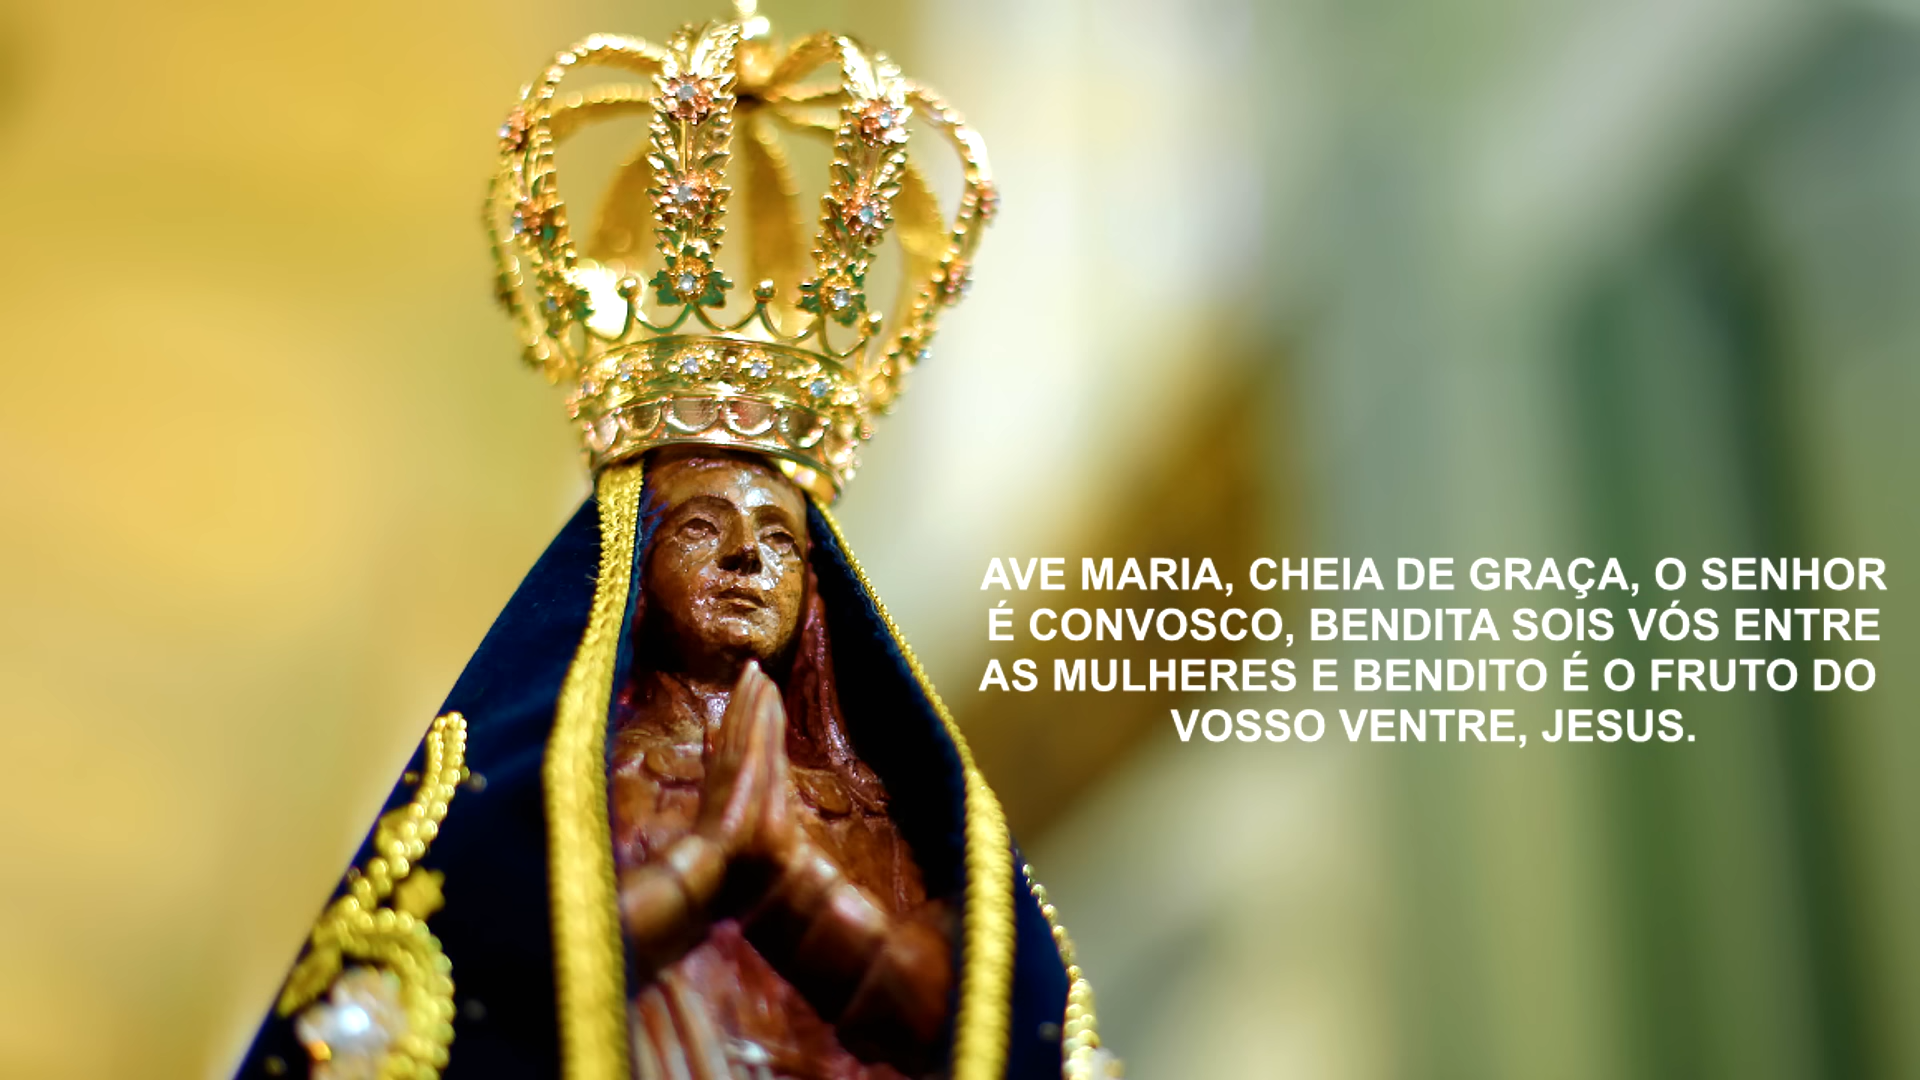 AVE MARIA, CHEIA DE GRAÇA, O SENHOR
É CONVOSCO, BENDITA SOIS VÓS ENTRE
AS MULHERES E BENDITO É O FRUTO DO
VOSSO VENTRE, JESUS.